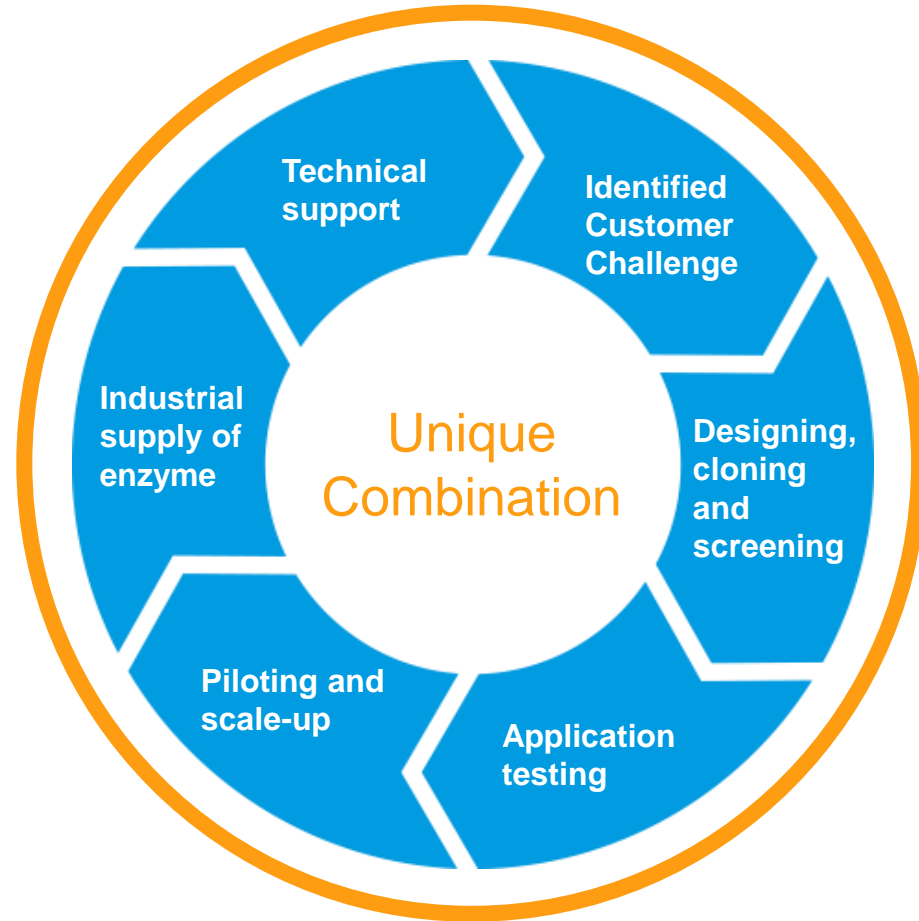 Technical
support
Identified
Customer
Challenge
Designing,
cloning
and
screening
Application
testing
Piloting and
scale-up
Industrial
supply of
enzyme
Unique
Combination